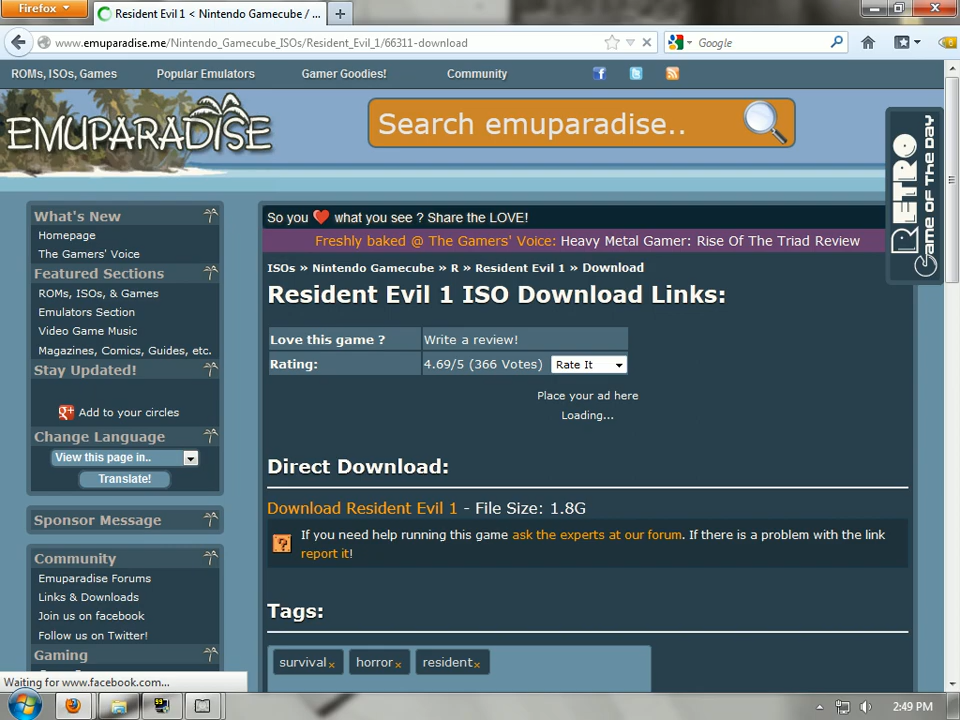 Firefox
Resident Evil 1 < Nintendo Gamecube / ...
www.emuparadise.me/Nintendo_Gamecube_ISOs/Resident_Evil_1/66311-download
Google
ROMs, ISOs, Games
Popular Emulators
Gamer Goodies!
Community
EMUPARADISE
Search emuparadise..
RETRO
Game OF THE DAY
What's New
Homepage
The Gamers' Voice
Featured Sections
ROMs, ISOs, & Games
Emulators Section
Video Game Music
Magazines, Comics, Guides, etc.
Stay Updated!
Add to your circles
Change Language
View this page in..
Translate!
Sponsor Message
Community
Emuparadise Forums
Links & Downloads
Join us on facebook
Follow us on Twitter!
Gaming
So you ❤ what you see ? Share the LOVE!
Freshly baked @ The Gamers' Voice: Heavy Metal Gamer: Rise Of The Triad Review
ISOs » Nintendo Gamecube » R » Resident Evil 1 » Download
Resident Evil 1 ISO Download Links:
Love this game ? Write a review!
Rating: 4.69/5 (366 Votes) Rate It
Place your ad here
Loading...
Direct Download:
Download Resident Evil 1 - File Size: 1.8G
If you need help running this game ask the experts at our forum. If there is a problem with the link
report it!
Tags:
survival x horror x resident x
Waiting for www.facebook.com...
2:49 PM